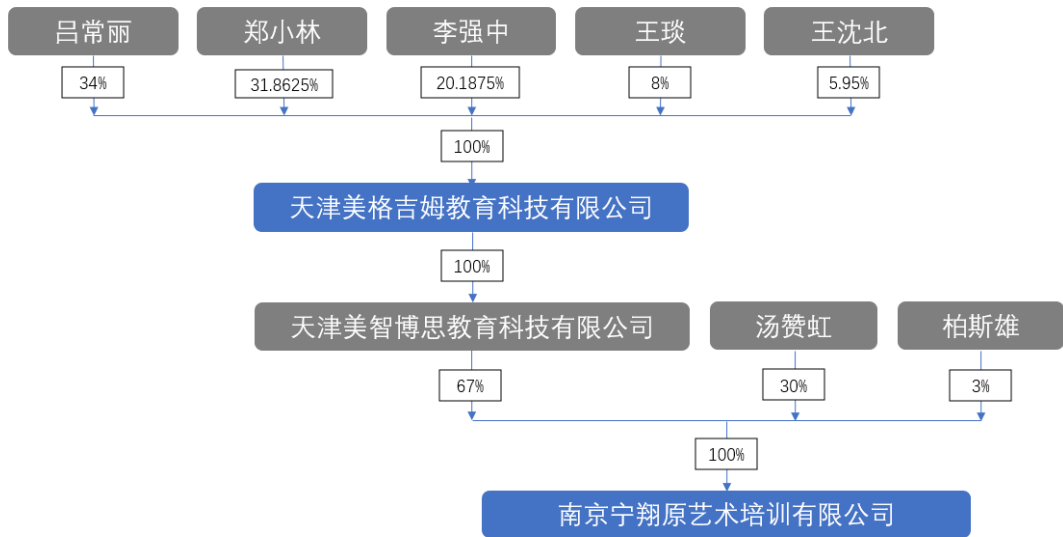 吕常丽 郑小林 李强中 王琰 王沈北
34% 31.8625% 20.1875% 8% 5.95%
100%
天津美格吉姆教育科技有限公司
100%
天津美智博思教育科技有限公司 汤赞虹 柏斯雄
67% 30% 3%
100%
南京宁翔原艺术培训有限公司